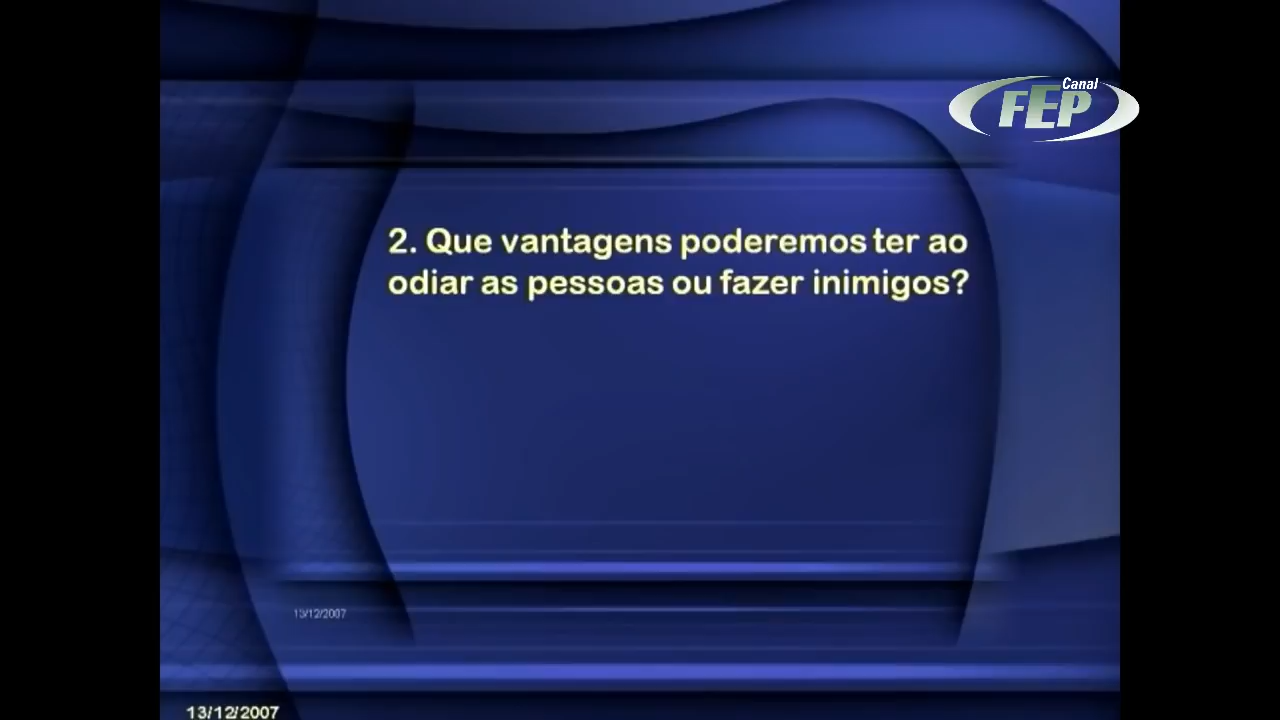 Canal
FEP
2. Que vantagens poderemos ter ao
odiar as pessoas ou fazer inimigos?
13/12/2007
13/12/2007